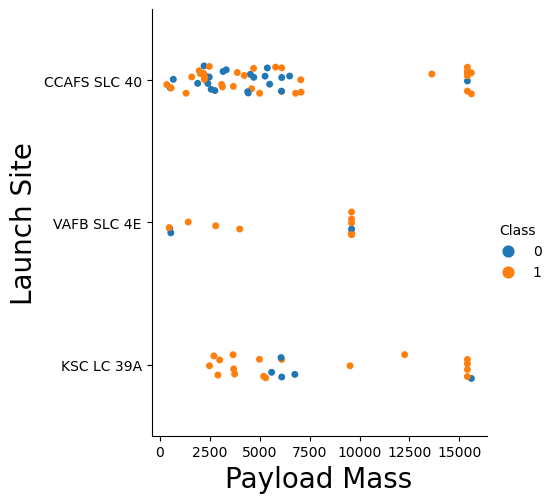 CCAFS SLC 40
VAFB SLC 4E
KSC LC 39A
Launch Site
0 2500 5000 7500 10000 12500 15000
Payload Mass
Class
0
1